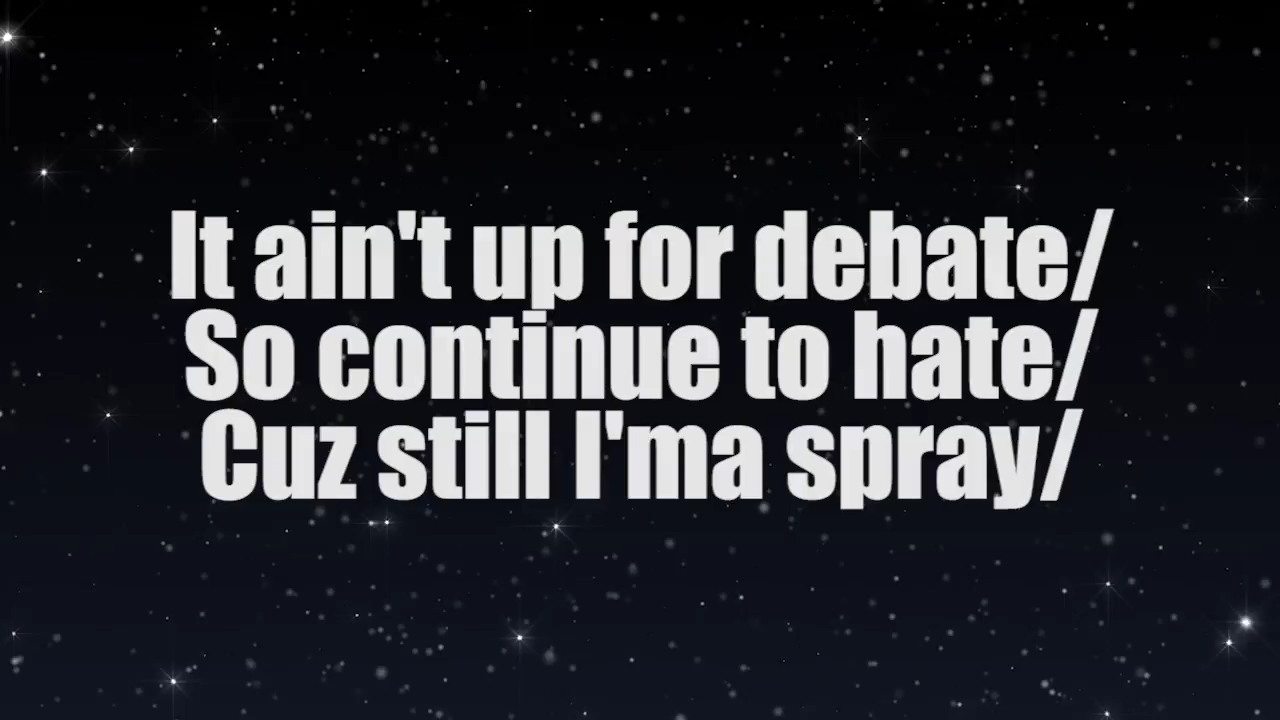 It ain't up for debate/
So continue to hate/
Cuz still I'ma spray/